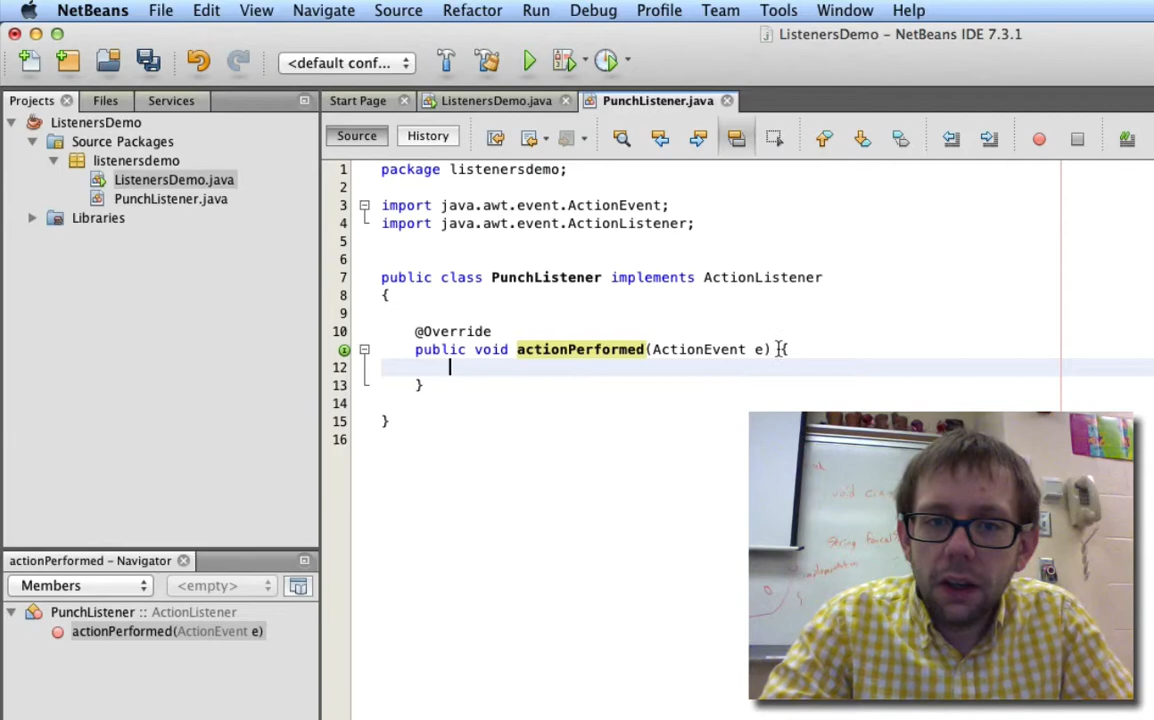 NetBeans File Edit View Navigate Source Refactor Run Debug Profile Team Tools Window Help
ListenersDemo – NetBeans IDE 7.3.1
<default conf...
Projects Files Services
Start Page ListenersDemo.java PunchListener.java
Source History
ListenersDemo
Source Packages
listenersdemo
ListenersDemo.java
PunchListener.java
Libraries
1 package listenersdemo;
2
3 import java.awt.event.ActionEvent;
4 import java.awt.event.ActionListener;
5
6
7 public class PunchListener implements ActionListener
8 {
9
10 @Override
11 public void actionPerformed(ActionEvent e) {
12
13 }
14
15 }
16
actionPerformed – Navigator
Members <empty>
PunchListener :: ActionListener
actionPerformed(ActionEvent e)
void
String